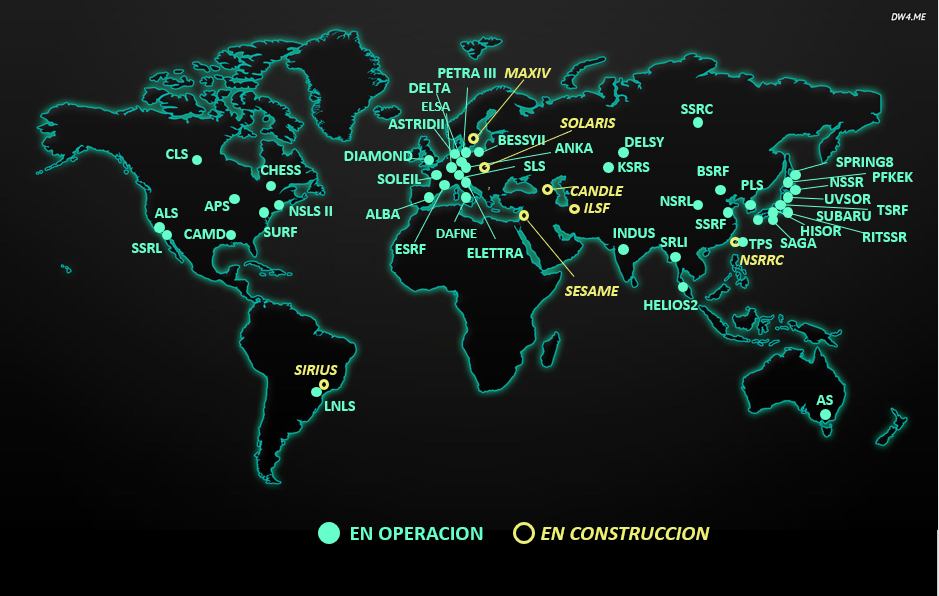 DW4.ME
PETRA III MAXIV
DELTA
ELSA
ASTRIDII
SOLARIS
SSRC
CLS
DIAMOND
BESSYII
ANKA
DELSY
CHESS
SOLEIL
SLS
KSRS
SPRING8
BSRF
PFKEK
APS
NSLS II
CANDLE
PLS
NSSR
ALS
ALBA
ILSF
NSRL
UVSOR
SURF
SSRF
SUBARU
TSRF
CAMD
DAFNE
INDUS
SRLI
HISOR
RITSSR
SSRL
ESRF
ELETTRA
TPS
SAGA
NSRRC
SESAME
HELIOS2
SIRIUS
LNLS
AS
EN OPERACION
EN CONSTRUCCION